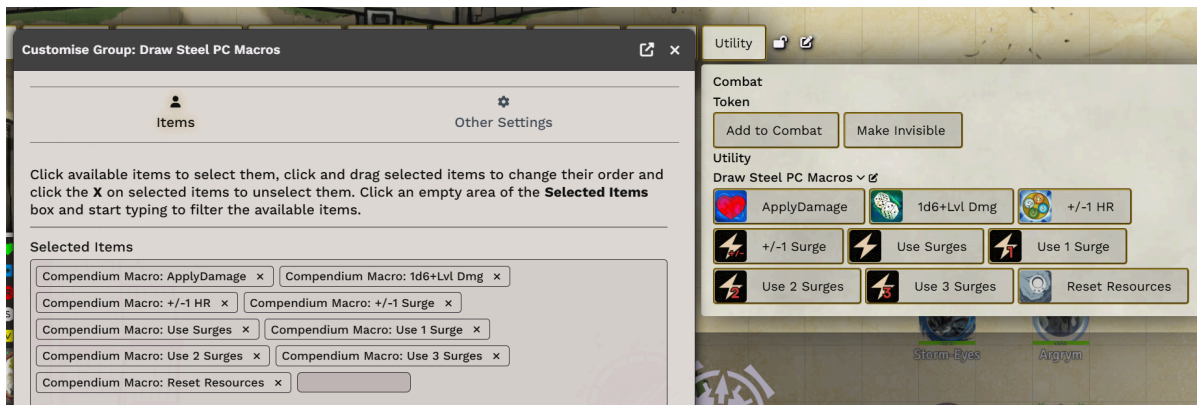 Customise Group: Draw Steel PC Macros
Items
Other Settings
Click available items to select them, click and drag selected items to change their order and
click the X on selected items to unselect them. Click an empty area of the Selected Items
box and start typing to filter the available items.
Selected Items
Compendium Macro: ApplyDamage × Compendium Macro: 1d6+Lvl Dmg ×
Compendium Macro: +/-1 HR × Compendium Macro: +/-1 Surge ×
Compendium Macro: Use Surges × Compendium Macro: Use 1 Surge ×
Compendium Macro: Use 2 Surges × Compendium Macro: Use 3 Surges ×
Compendium Macro: Reset Resources ×
Utility
Combat
Token
Add to Combat Make Invisible
Utility
Draw Steel PC Macros
ApplyDamage 1d6+Lvl Dmg +/-1 HR
+/- +/-1 Surge Use Surges 1 Use 1 Surge
2 Use 2 Surges 3 Use 3 Surges Reset Resources
Storm-Eyes Argrym